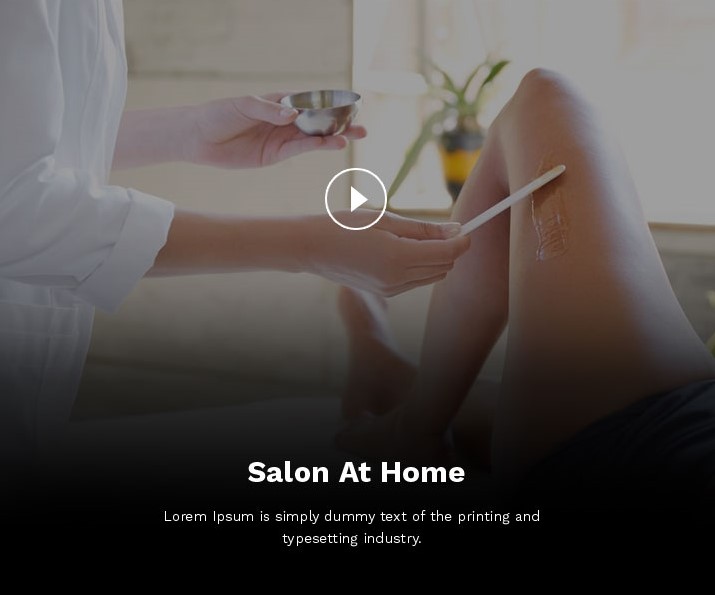 Salon At Home
Lorem Ipsum is simply dummy text of the printing and
typesetting industry.